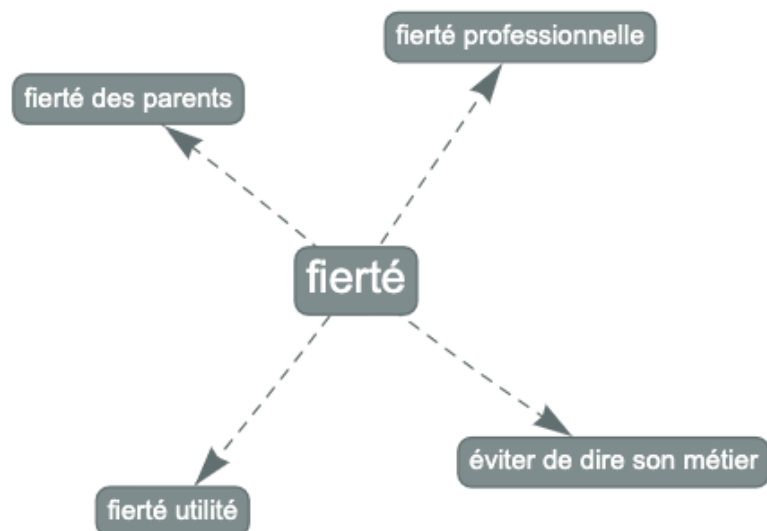 fierté professionnelle
fierté des parents
fierté
éviter de dire son métier
fierté utilité